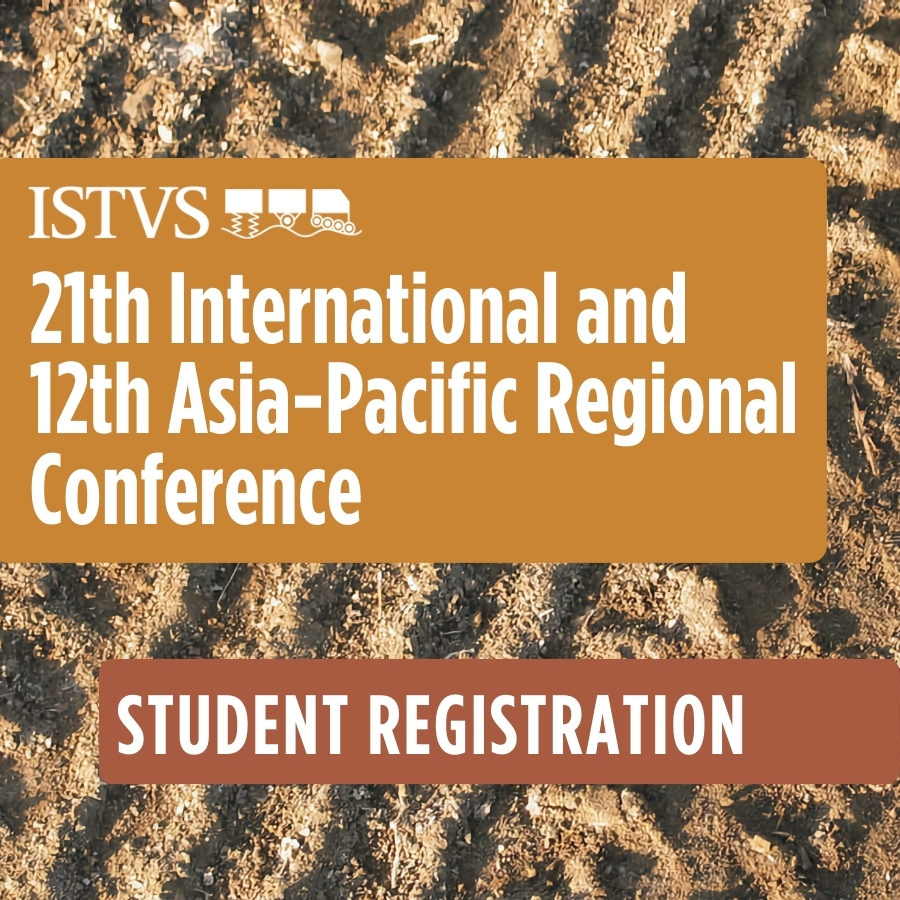 ISTVS
21th International and
12th Asia-Pacific Regional
Conference
STUDENT REGISTRATION